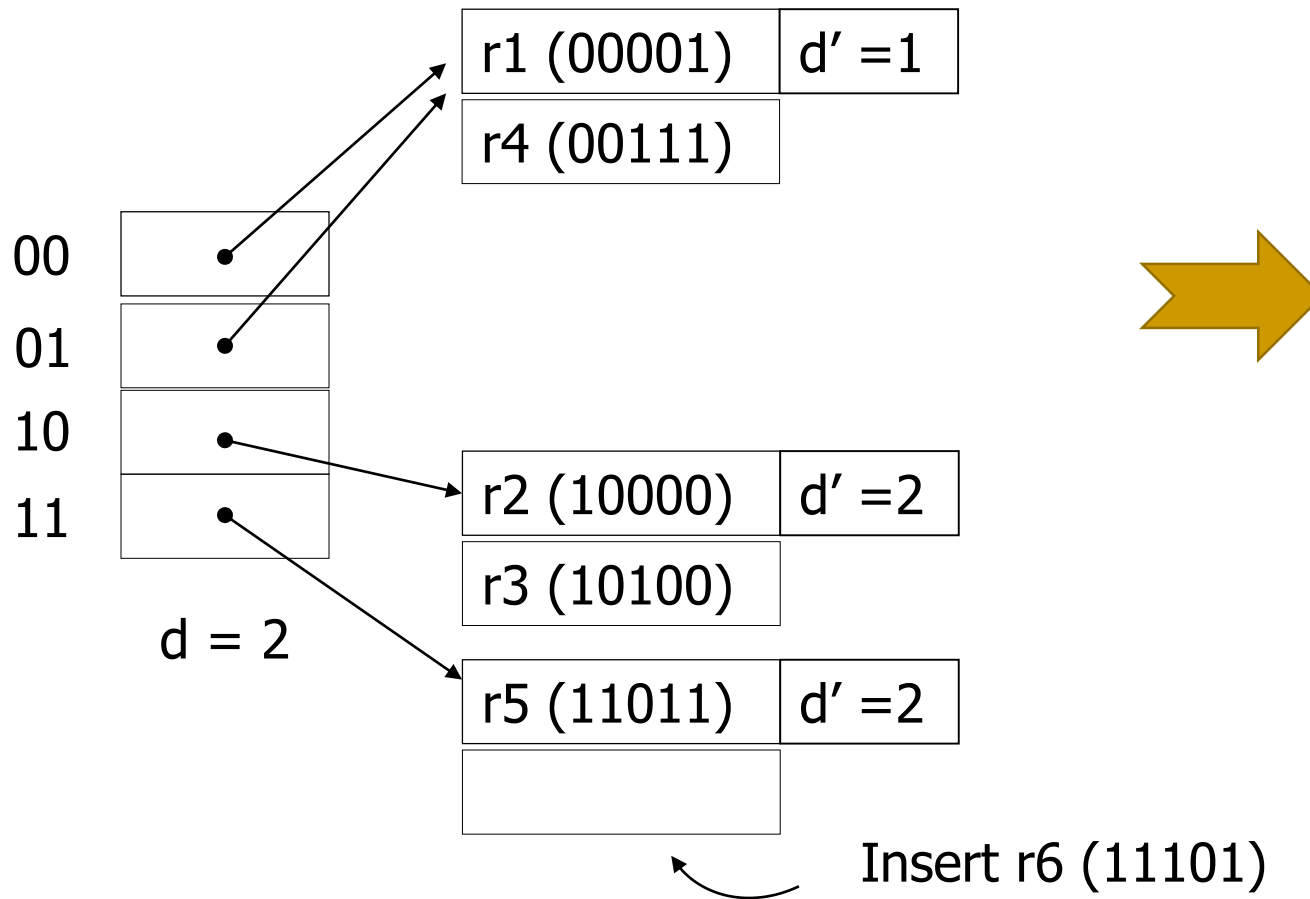 r1 (00001) d′ =1
r4 (00111)
00
01
10
11
d = 2
r2 (10000) d′ =2
r3 (10100)
r5 (11011) d′ =2
Insert r6 (11101)